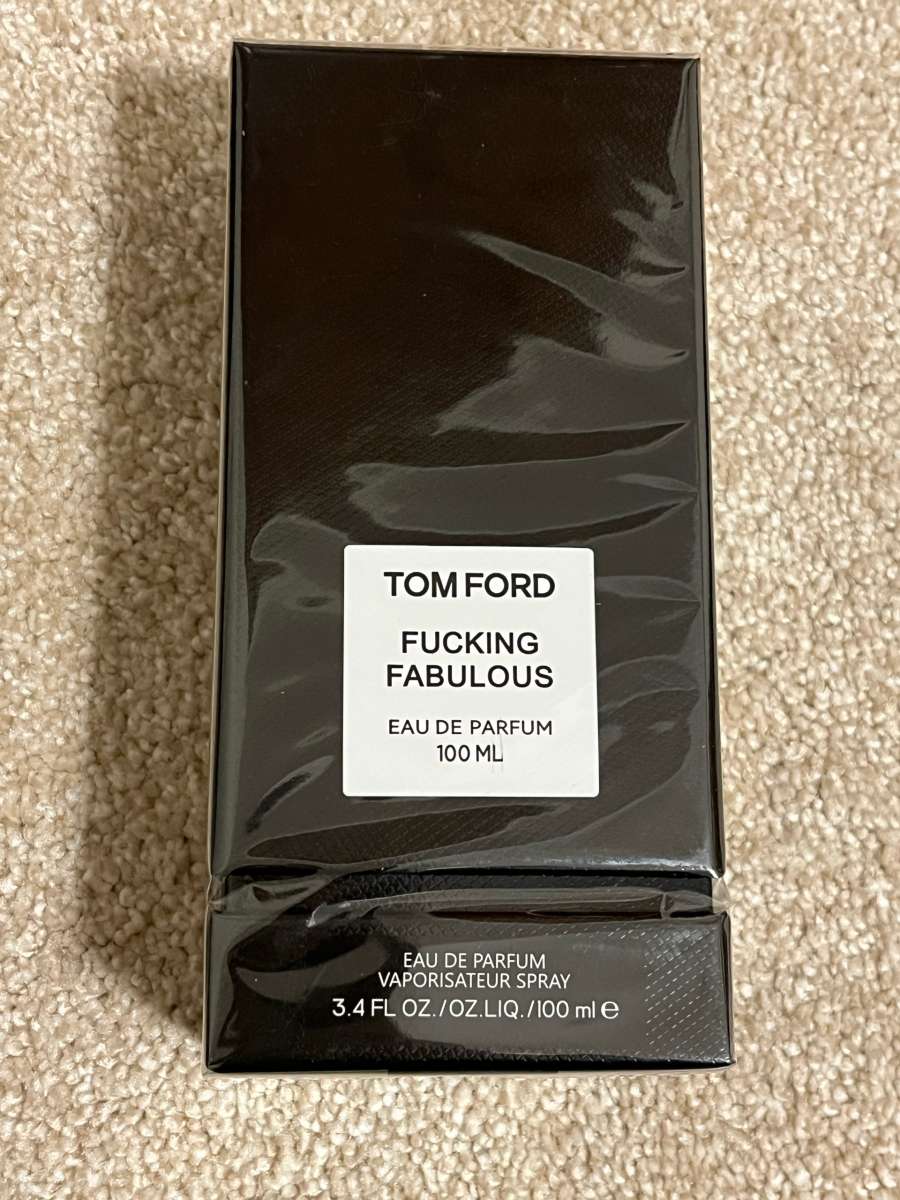 TOM FORD
FUCKING
FABULOUS
EAU DE PARFUM
100 ML
EAU DE PARFUM
VAPORISATEUR SPRAY
3.4 FL OZ./OZ.LIQ./100 ml ℮